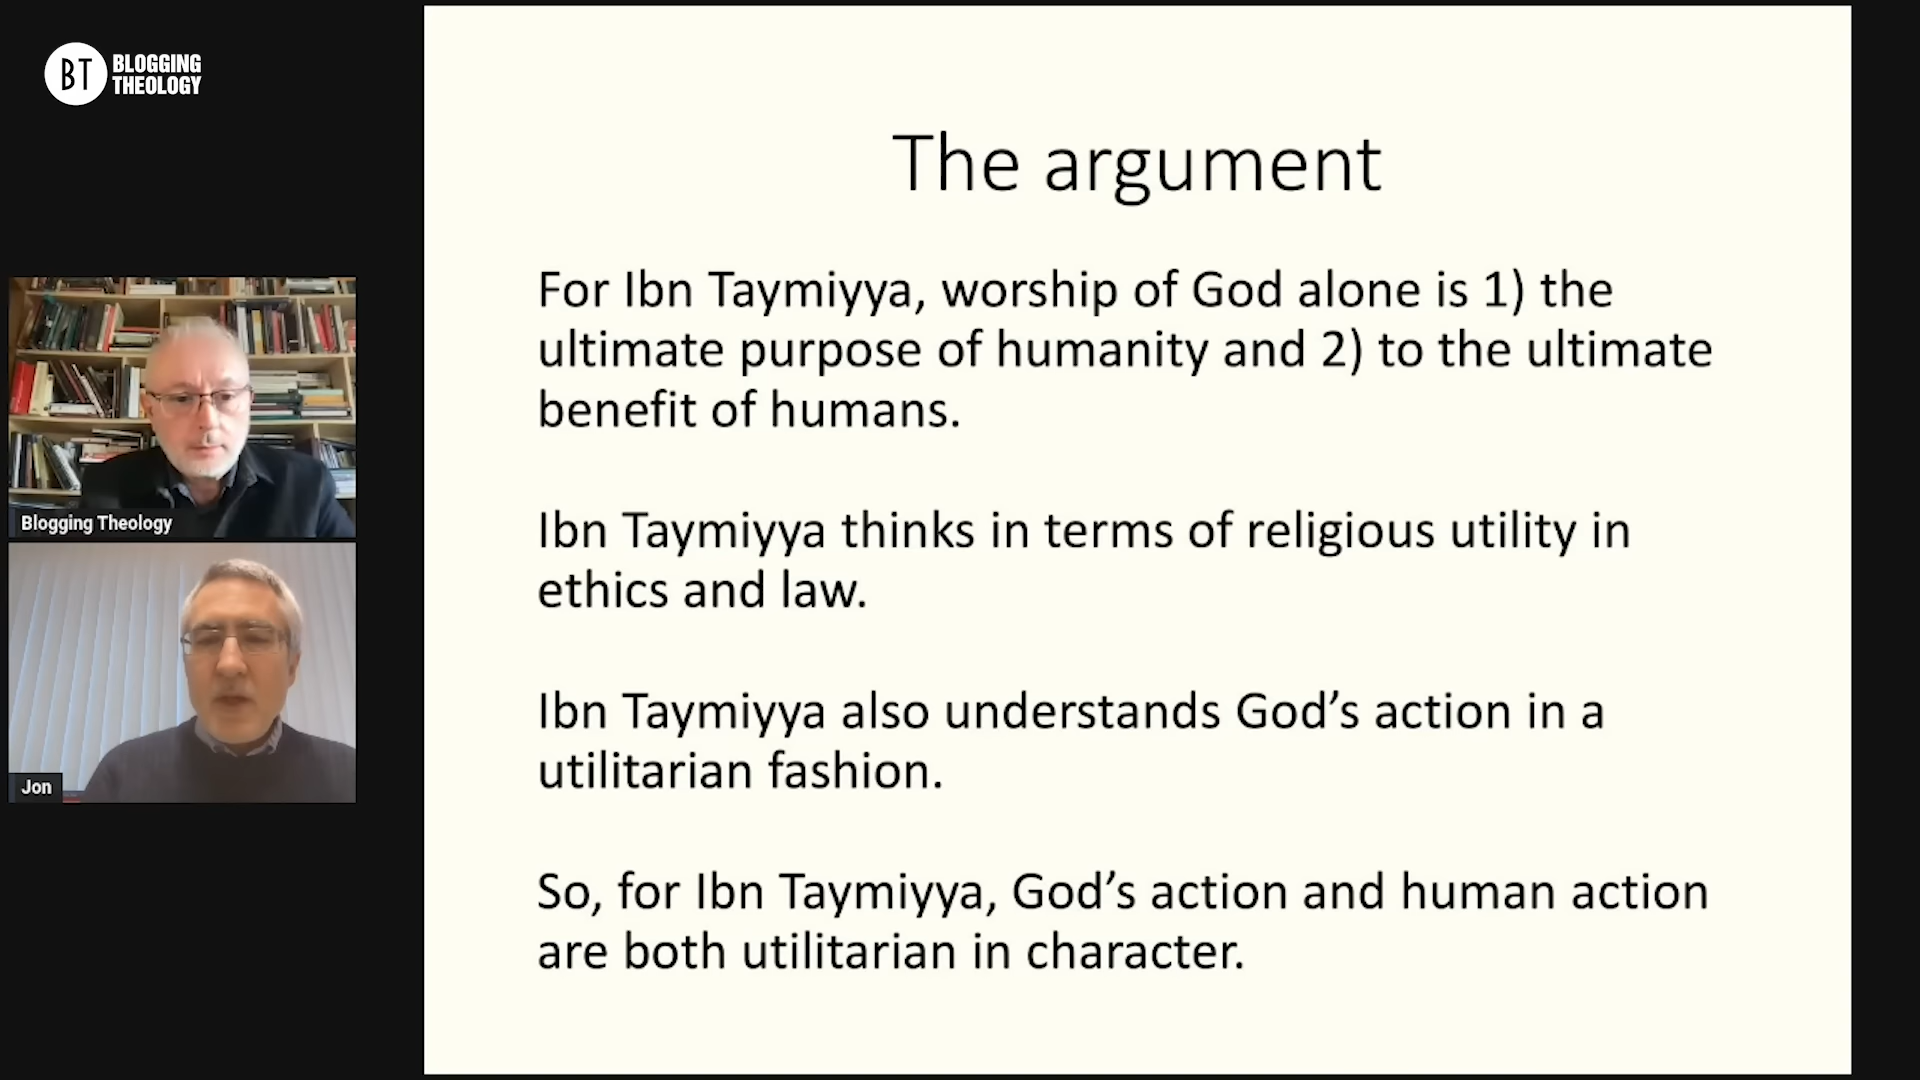 BT BLOGGING
THEOLOGY
The argument
For Ibn Taymiyya, worship of God alone is 1) the
ultimate purpose of humanity and 2) to the ultimate
benefit of humans.
Ibn Taymiyya thinks in terms of religious utility in
ethics and law.
Ibn Taymiyya also understands God’s action in a
utilitarian fashion.
So, for Ibn Taymiyya, God’s action and human action
are both utilitarian in character.
Blogging Theology
Jon